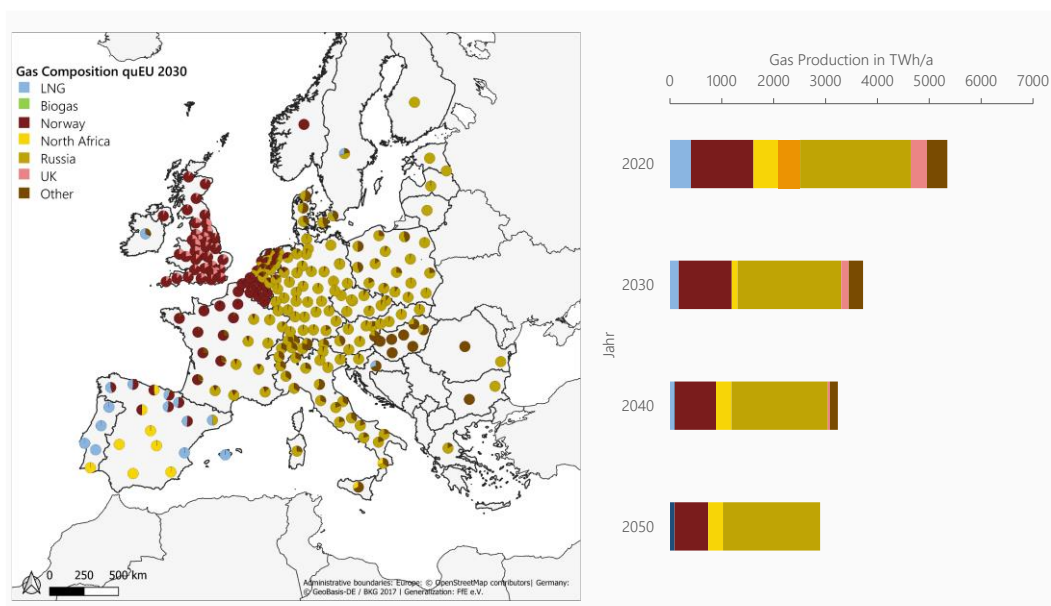 Gas Composition quEU 2030
LNG
Biogas
Norway
North Africa
Russia
UK
Other
0 250 500 km
Administrative boundaries: Europe: © OpenStreetMap contributors| Germany:
© GeoBasis-DE / BKG 2017 | Generalization: FfE e.V.
Gas Production in TWh/a
0 1000 2000 3000 4000 5000 6000 7000
Jahr
2020
2030
2040
2050